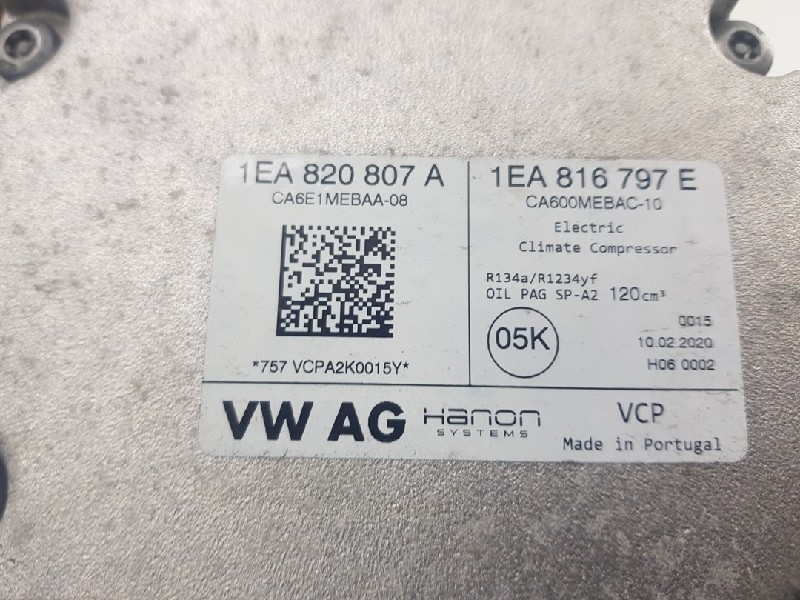 1EA 820 807 A
CA6E1MEBAA-08
*757 VCPA2K0015Y*
1EA 816 797 E
CA600MEBAC-10
Electric
Climate Compressor
R134a/R1234yf
OIL PAG SP-A2 120cm³
05K
0015
10.02.2020
H06 0002
VW AG
Hanon
SYSTEMS
VCP
Made in Portugal